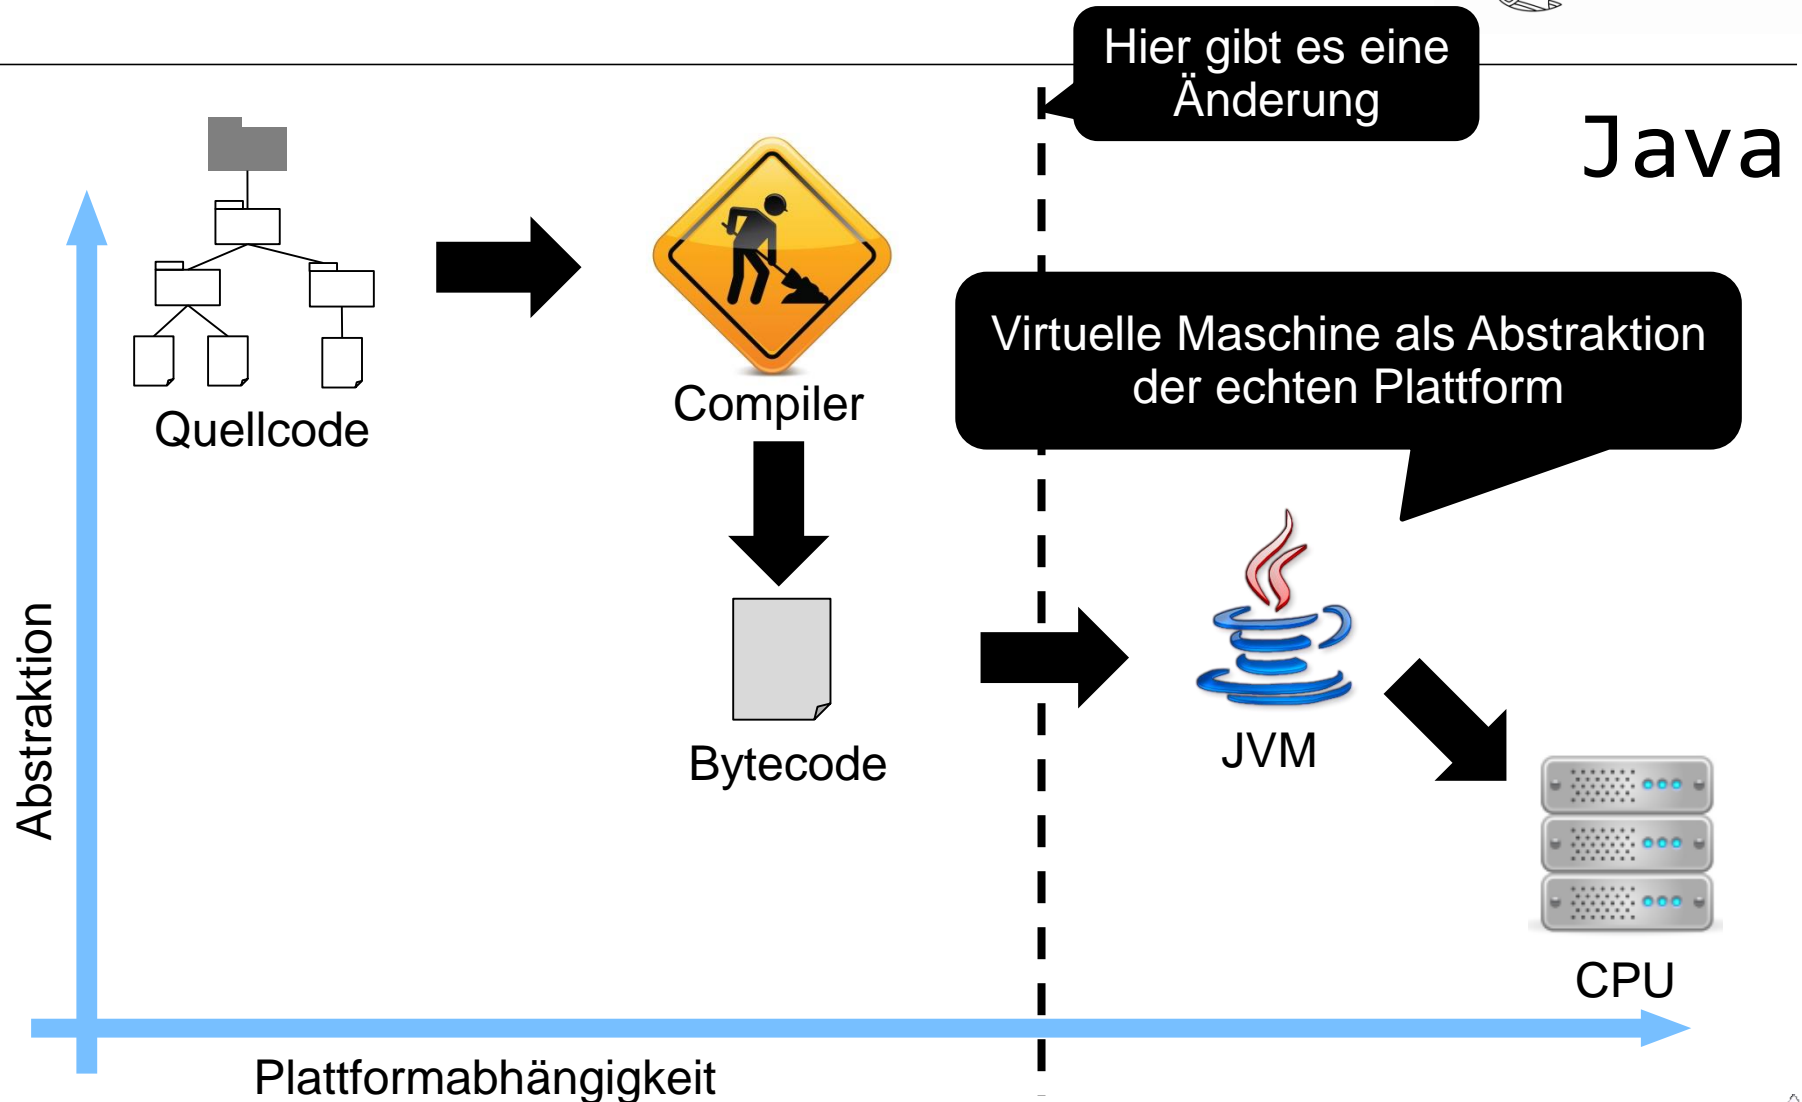 Hier gibt es eine
Änderung
Java
Virtuelle Maschine als Abstraktion
der echten Plattform
Quellcode
Compiler
Bytecode
JVM
CPU
Abstraktion
Plattformabhängigkeit